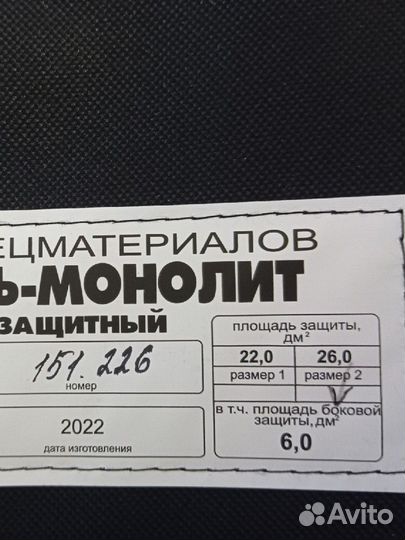 ЕЦМАТЕРИАЛОВ
Ь-МОНОЛИТ
ЗАЩИТНЫЙ
151.226
номер
2022
дата изготовления
площадь защиты,
дм²
22,0 26,0
размер 1 размер 2
в т.ч. площадь боковой
защиты,дм²
6,0
Avito